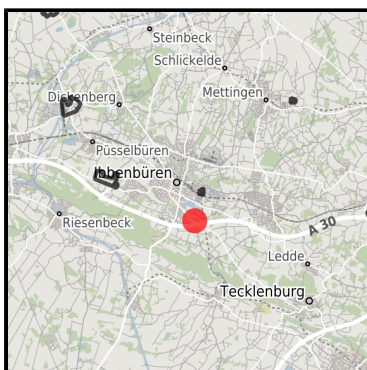 Steinbeck
Schlickelde
Dickenberg
Mettingen
Püsselbüren
Ibbenbüren
Riesenbeck
A 30
Ledde
Tecklenburg